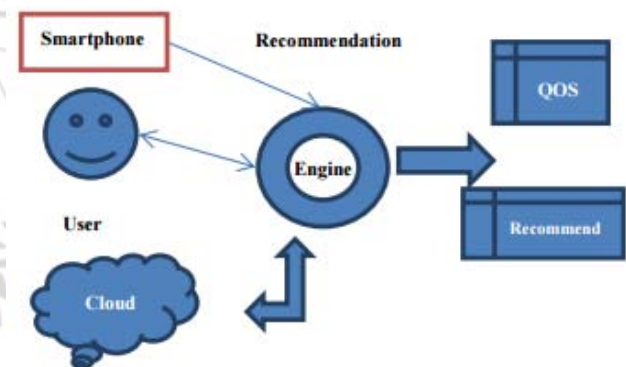 Smartphone
Recommendation
QOS
Engine
Recommend
User
Cloud